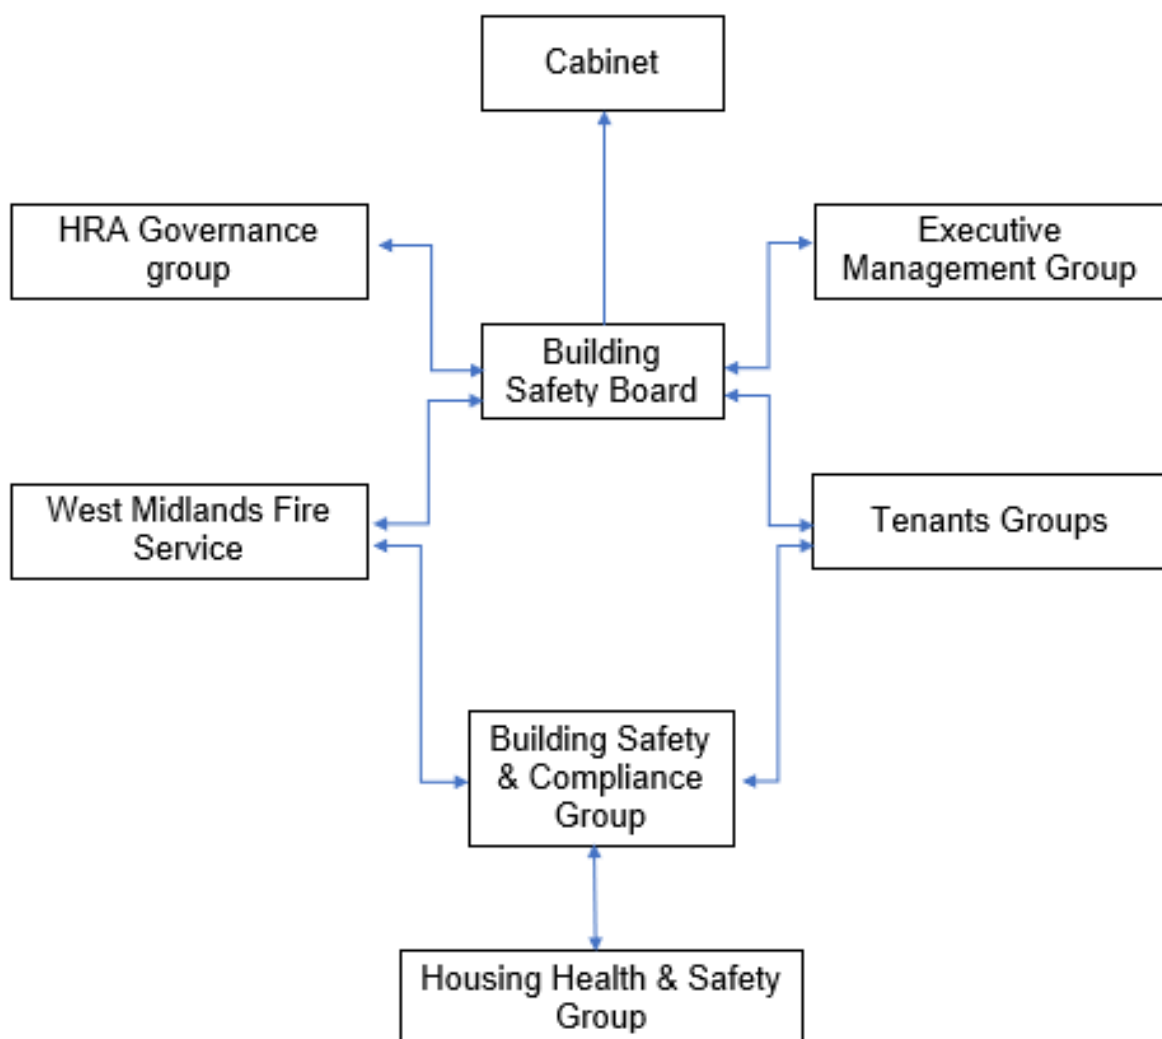 Cabinet
HRA Governance
group
Executive
Management Group
Building
Safety Board
West Midlands Fire
Service
Tenants Groups
Building Safety
& Compliance
Group
Housing Health & Safety
Group